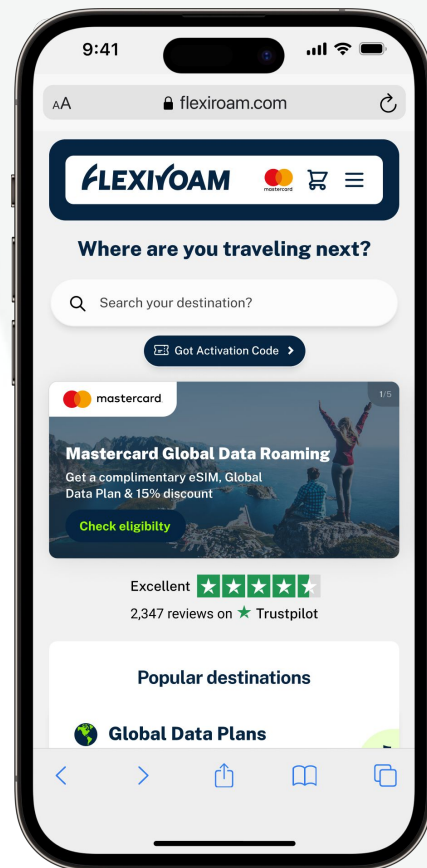 9:41
AA
flexiroam.com
FLEXIROAM
mastercard
Where are you traveling next?
Search your destination?
Got Activation Code
mastercard.
1/5
Mastercard Global Data Roaming
Get a complimentary eSIM, Global
Data Plan & 15% discount
Check eligibilty
Excellent
2,347 reviews on Trustpilot
Popular destinations
Global Data Plans